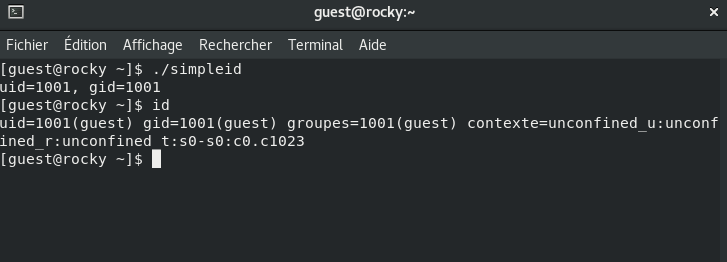 guest@rocky:~
Fichier Édition Affichage Rechercher Terminal Aide
[guest@rocky ~]$ ./simpleid
uid=1001, gid=1001
[guest@rocky ~]$ id
uid=1001(guest) gid=1001(guest) groupes=1001(guest) contexte=unconfined_u:unconf
ined_r:unconfined_t:s0-s0:c0.c1023
[guest@rocky ~]$